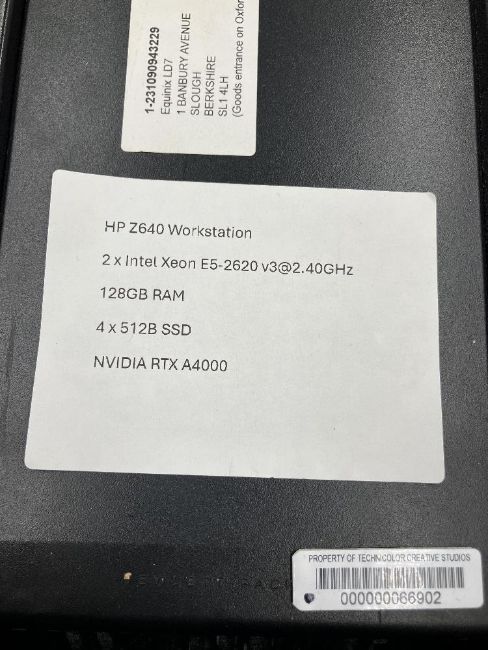 1-231090943229
Equinix LD7
1 BANBURY AVENUE
SLOUGH
BERKSHIRE
SL1 4LH
(Goods entrance on Oxfor
HP Z640 Workstation
2 x Intel Xeon E5-2620 v3@2.40GHz
128GB RAM
4 x 512B SSD
NVIDIA RTX A4000
PROPERTY OF TECHNICOLOR CREATIVE STUDIOS
000000066902